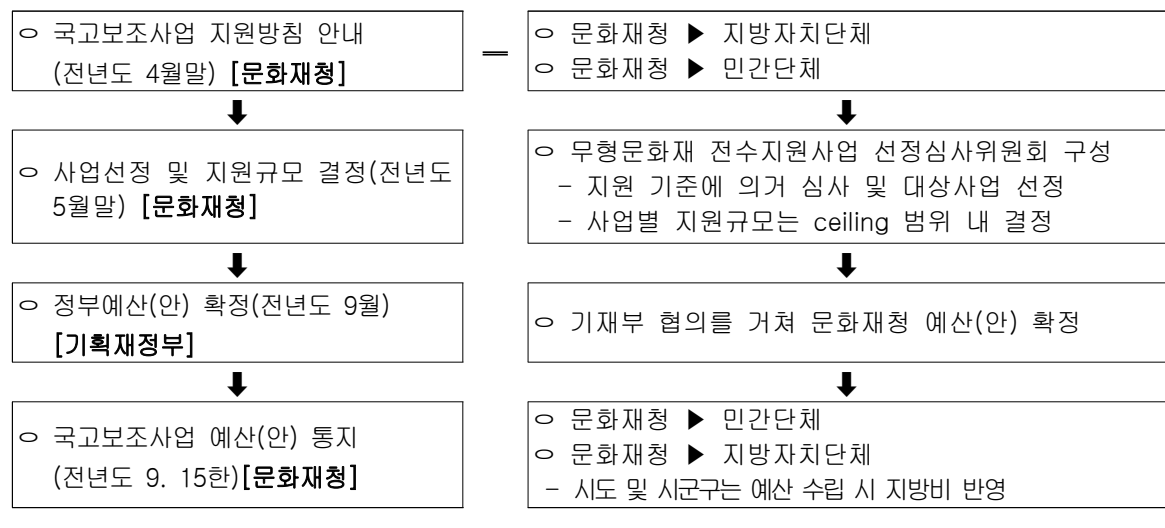 ○ 국고보조사업 지원방침 안내
(전년도 4월말) [문화재청]
○ 문화재청 ▶ 지방자치단체
○ 문화재청 ▶ 민간단체
○ 사업선정 및 지원규모 결정(전년도
5월말) [문화재청]
○ 무형문화재 전수지원사업 선정심사위원회 구성
- 지원 기준에 의거 심사 및 대상사업 선정
- 사업별 지원규모는 ceiling 범위 내 결정
○ 정부예산(안) 확정(전년도 9월)
[기획재정부]
○ 기재부 협의를 거쳐 문화재청 예산(안) 확정
○ 국고보조사업 예산(안) 통지
(전년도 9. 15한)[문화재청]
○ 문화재청 ▶ 민간단체
○ 문화재청 ▶ 지방자치단체
- 시도 및 시군구는 예산 수립 시 지방비 반영